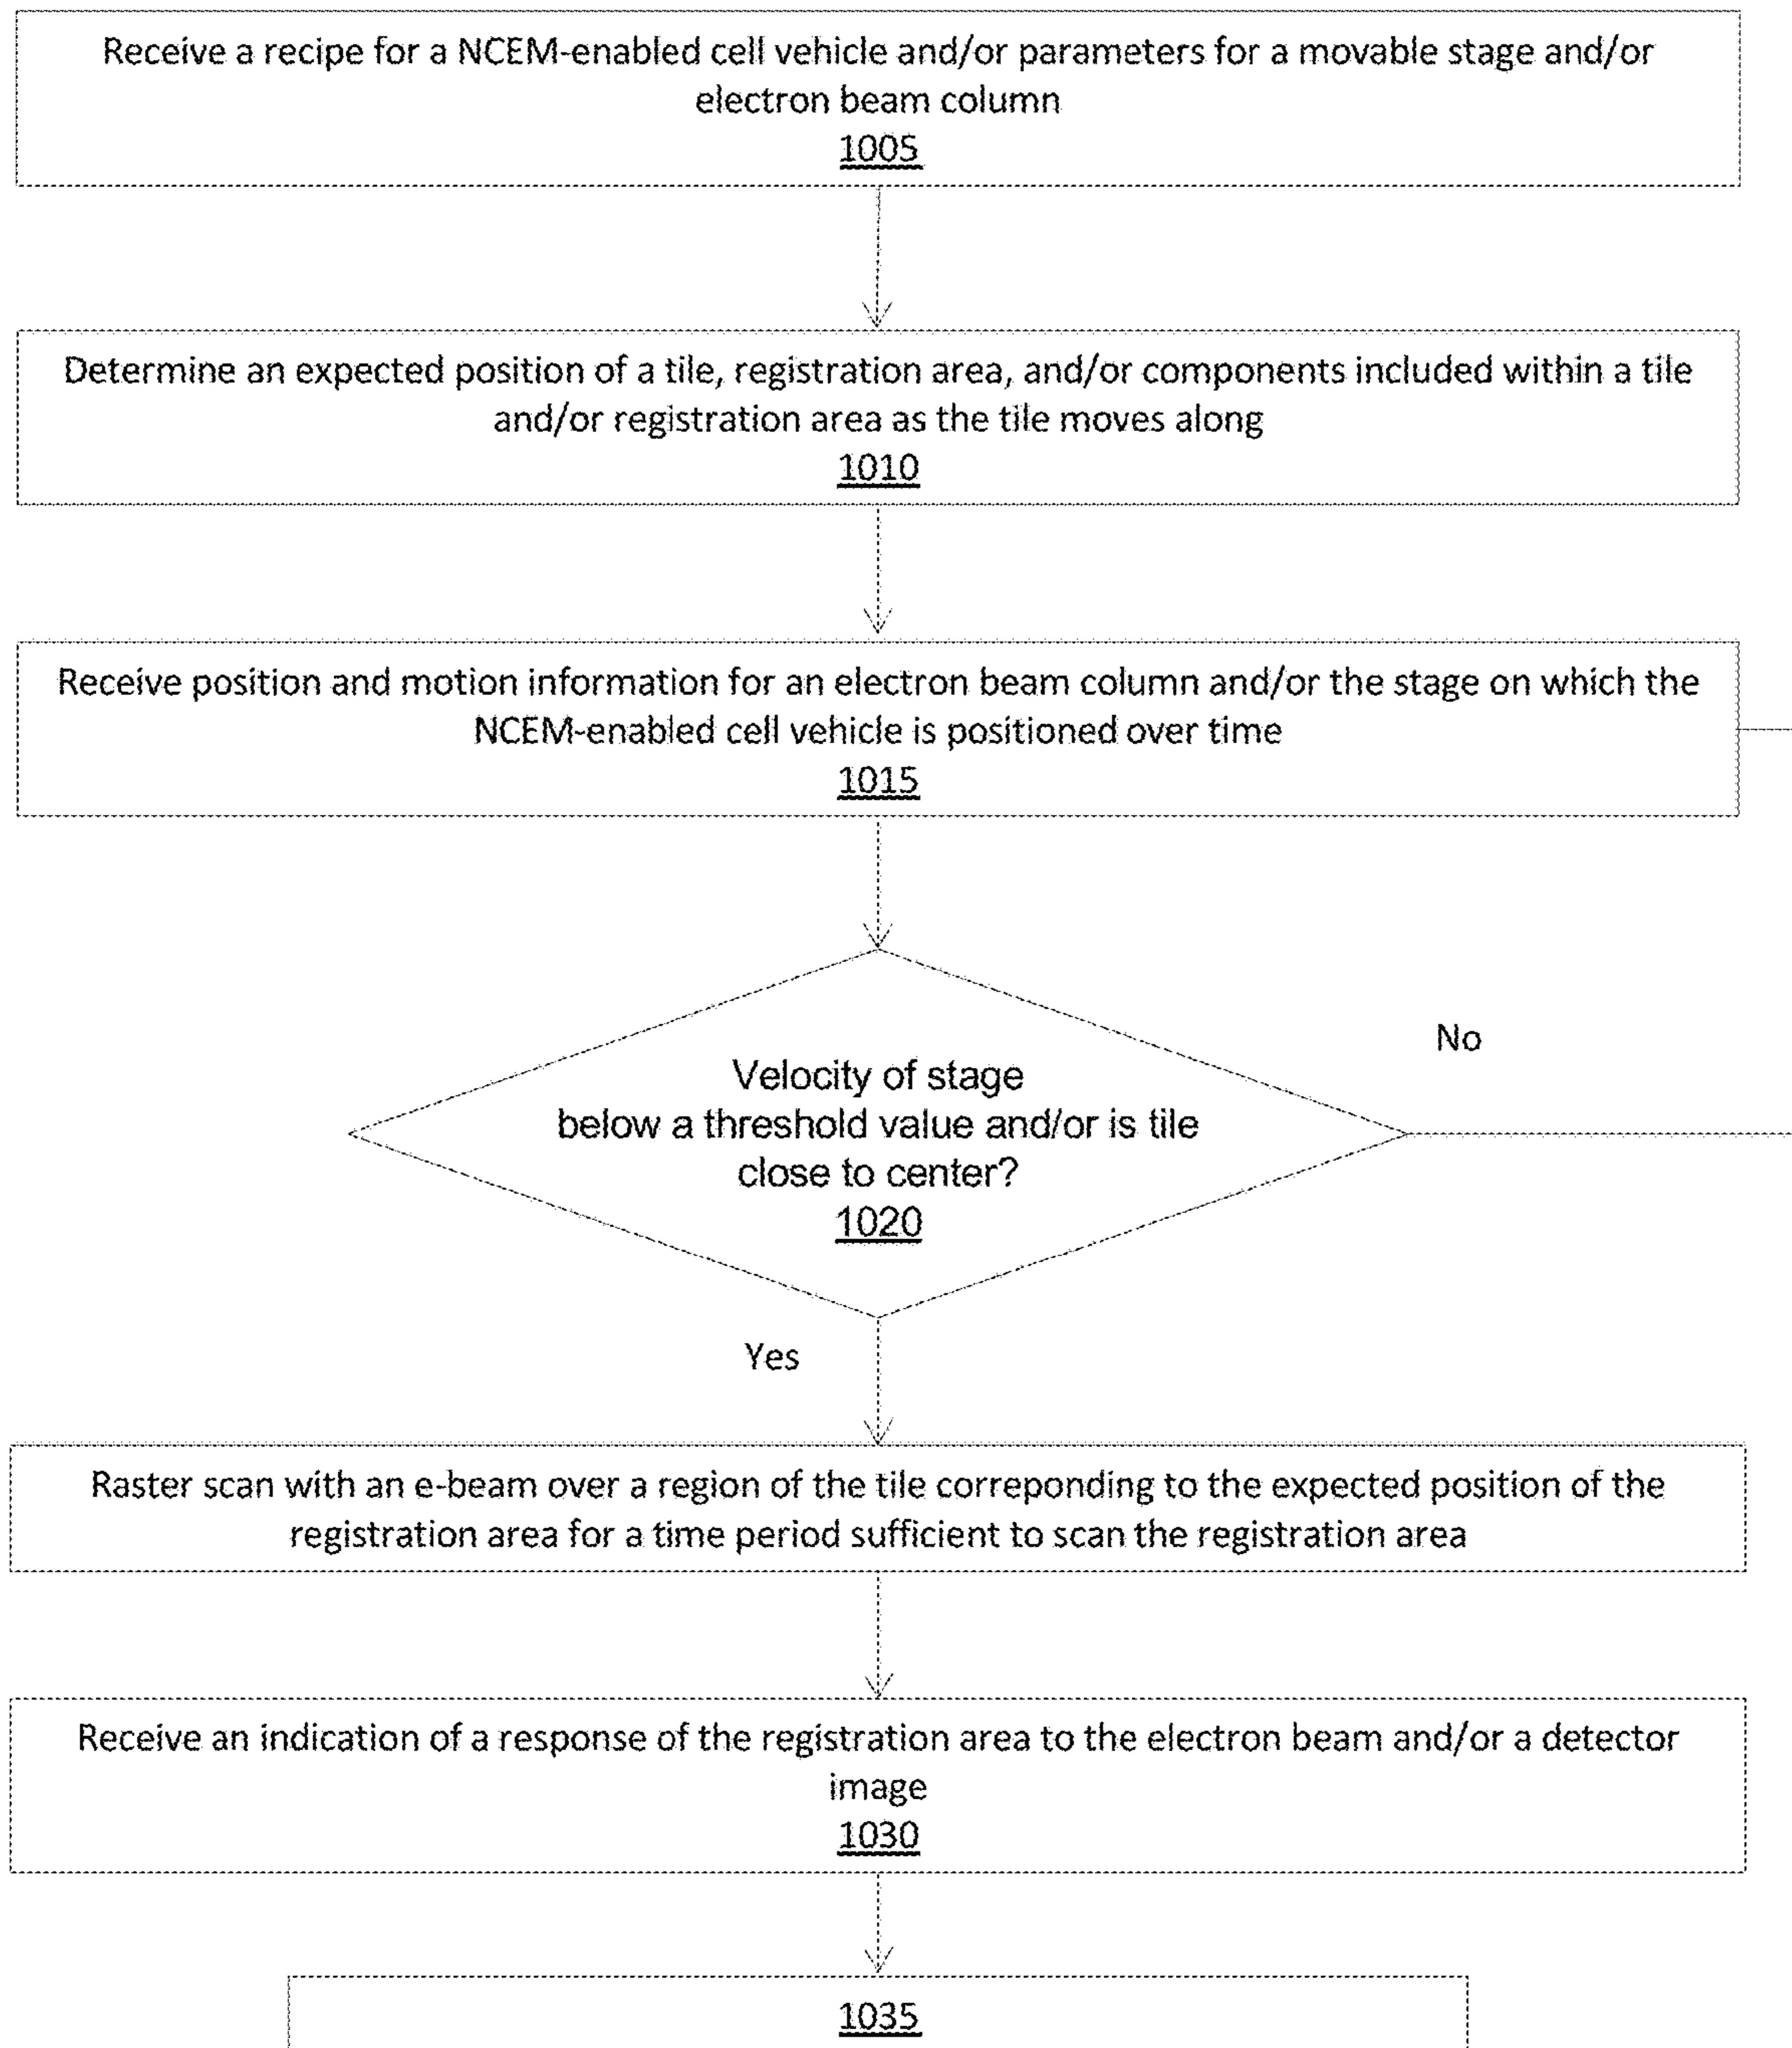 Receive a recipe for a NCEM-enabled cell vehicle and/or parameters for a movable stage and/or
electron beam column
1005
Determine an expected position of a tile, registration area, and/or components included within a tile
and/or registration area as the tile moves along
1010
Receive position and motion information for an electron beam column and/or the stage on which the
NCEM-enabled cell vehicle is positioned over time
1015
No
Velocity of stage
below a threshold value and/or is tile
close to center?
1020
Yes
Raster scan with an e-beam over a region of the tile correponding to the expected position of the
registration area for a time period sufficient to scan the registration area
Receive an indication of a response of the registration area to the electron beam and/or a detector
image
1030
1035